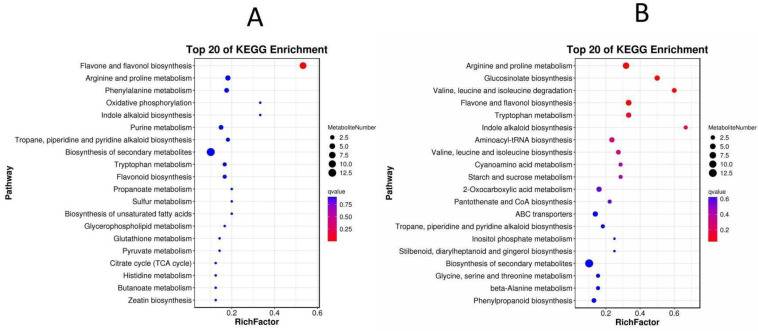 A
Top 20 of KEGG Enrichment
Flavone and flavonol biosynthesis
Arginine and proline metabolism
Phenylalanine metabolism
Oxidative phosphorylation
Indole alkaloid biosynthesis
Purine metabolism
Tropane, piperidine and pyridine alkaloid biosynthesis
Biosynthesis of secondary metabolites
Tryptophan metabolism
Flavonoid biosynthesis
Propanoate metabolism
Sulfur metabolism
Biosynthesis of unsaturated fatty acids
Glycerophospholipid metabolism
Glutathione metabolism
Pyruvate metabolism
Citrate cycle (TCA cycle)
Histidine metabolism
Butanoate metabolism
Zeatin biosynthesis
Pathway
0.2 0.4 0.6
RichFactor
MetaboliteNumber
2.5
5.0
7.5
10.0
12.5
qvalue
0.75
0.50
0.25
B
Top 20 of KEGG Enrichment
Arginine and proline metabolism
Glucosinolate biosynthesis
Valine, leucine and isoleucine degradation
Flavone and flavonol biosynthesis
Tryptophan metabolism
Indole alkaloid biosynthesis
Aminoacyl-tRNA biosynthesis
Valine, leucine and isoleucine biosynthesis
Cyanoamino acid metabolism
Starch and sucrose metabolism
2-Oxocarboxylic acid metabolism
Pantothenate and CoA biosynthesis
ABC transporters
Tropane, piperidine and pyridine alkaloid biosynthesis
Inositol phosphate metabolism
Stilbenoid, diarylheptanoid and gingerol biosynthesis
Biosynthesis of secondary metabolites
Glycine, serine and threonine metabolism
beta-Alanine metabolism
Phenylpropanoid biosynthesis
Pathway
0.2 0.4 0.6
RichFactor
MetaboliteNumber
2.5
5.0
7.5
10.0
12.5
qvalue
0.6
0.4
0.2